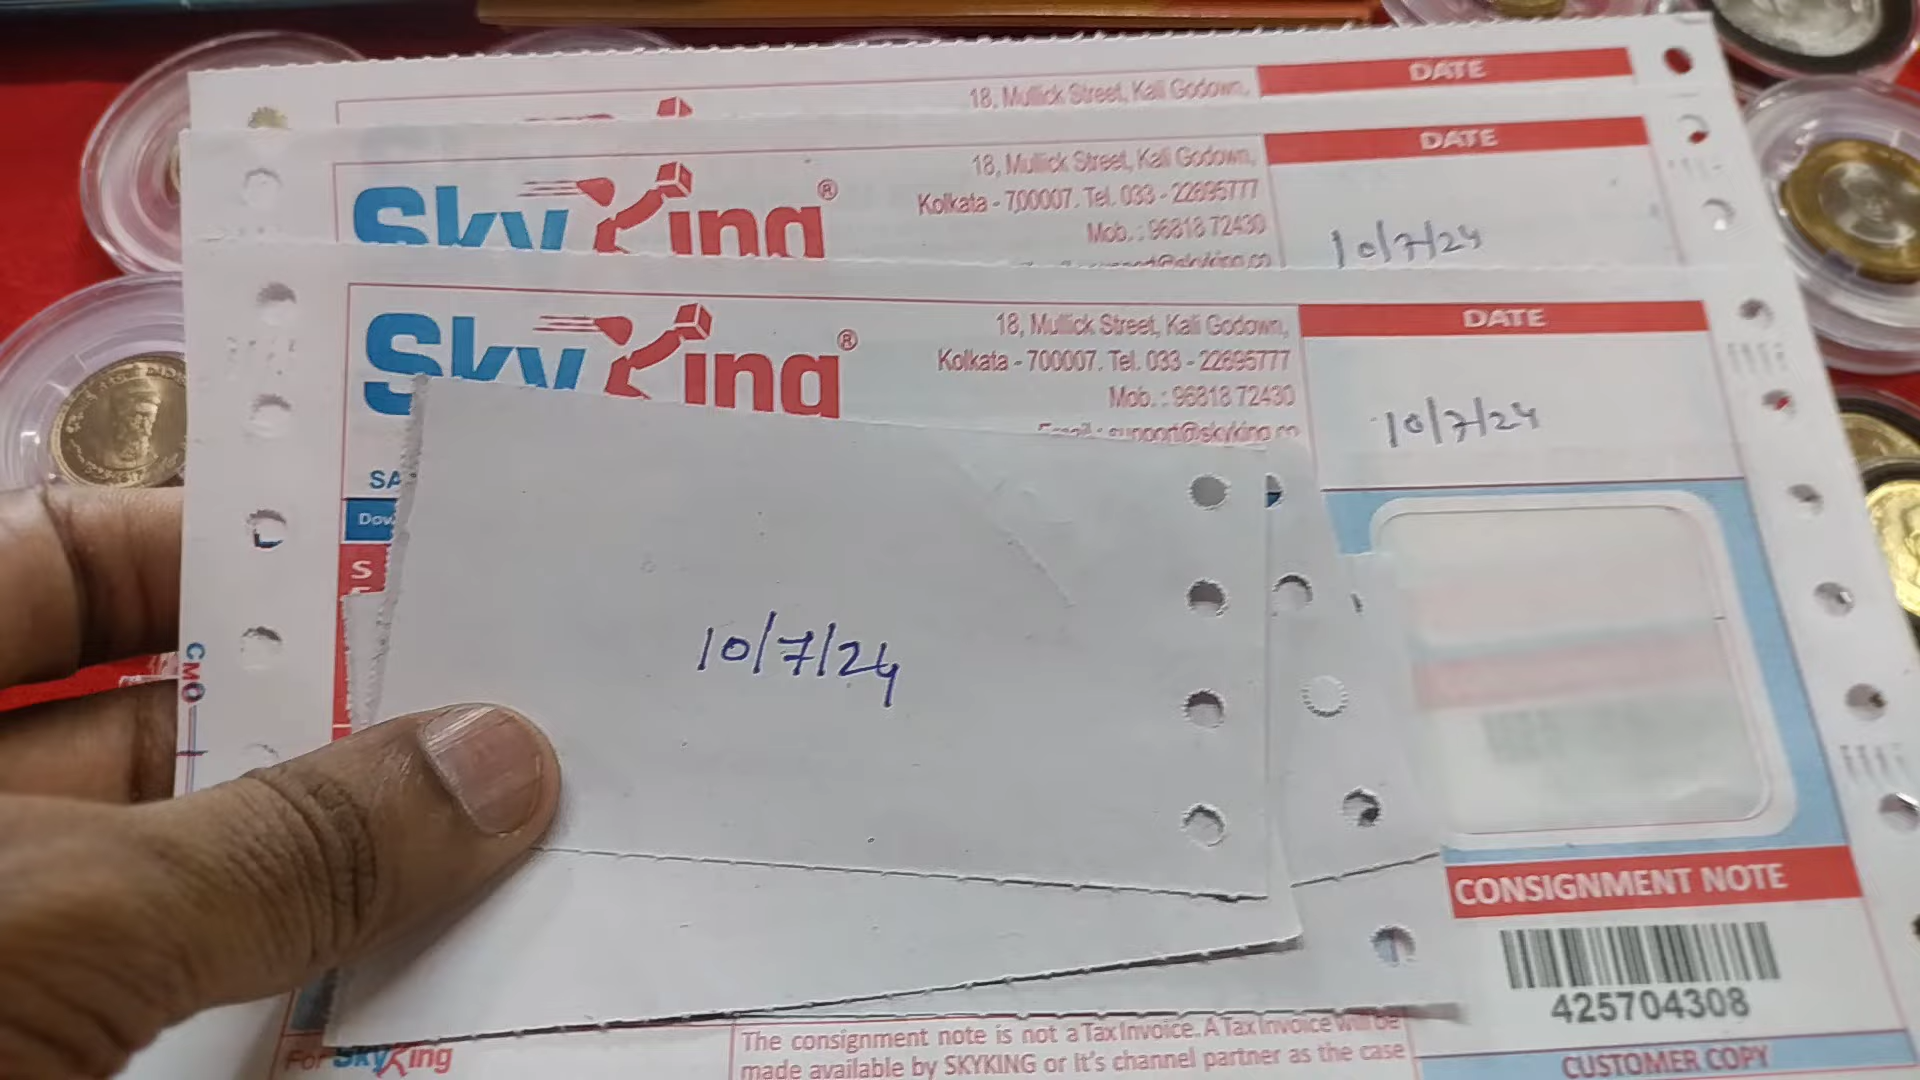 18, Mullick Street, Kali Godown,
DATE
18, Mullick Street, Kali Godown,
Kolkata - 700007. Tel. 033 - 22695777
Mob. : 96818 72430
DATE
SkyKing®
10/7/24
18, Mullick Street, Kali Godown,
Kolkata - 700007. Tel. 033 - 22695777
Mob. : 96818 72430
DATE
SkyKing®
10/7/24
10/7/24
CONSIGNMENT NOTE
425704308
CUSTOMER COPY
For SkyKing
The consignment note is not a Tax Invoice. A Tax Invoice will be
made available by SKYKING or it's channel partner as the case